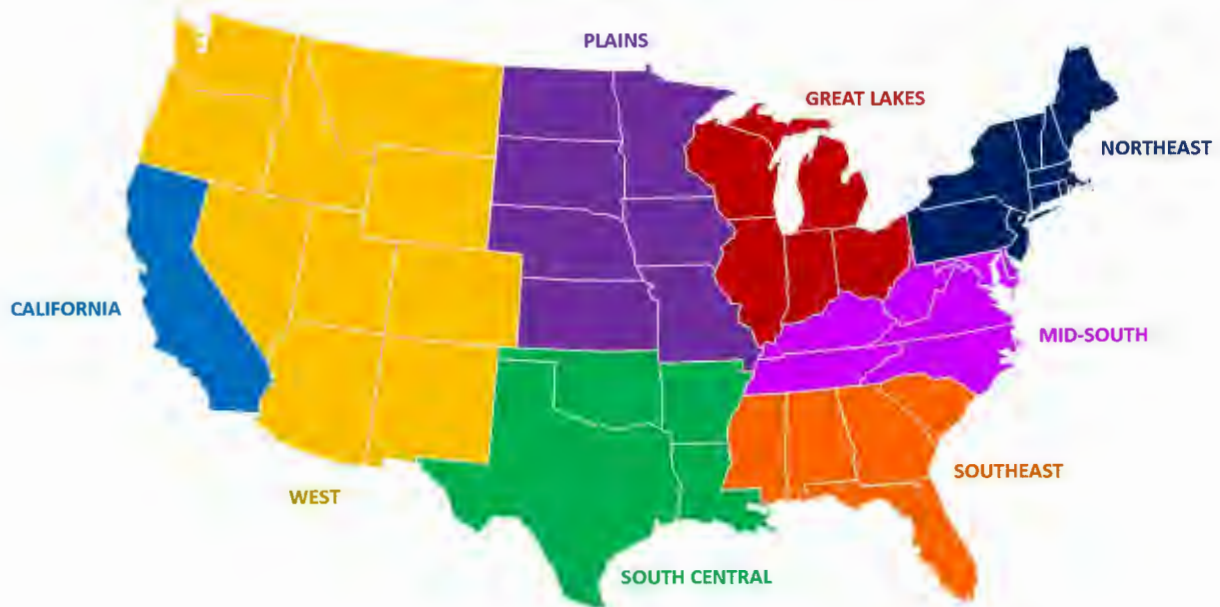 PLAINS
GREAT LAKES
NORTHEAST
CALIFORNIA
MID-SOUTH
SOUTHEAST
WEST
SOUTH CENTRAL